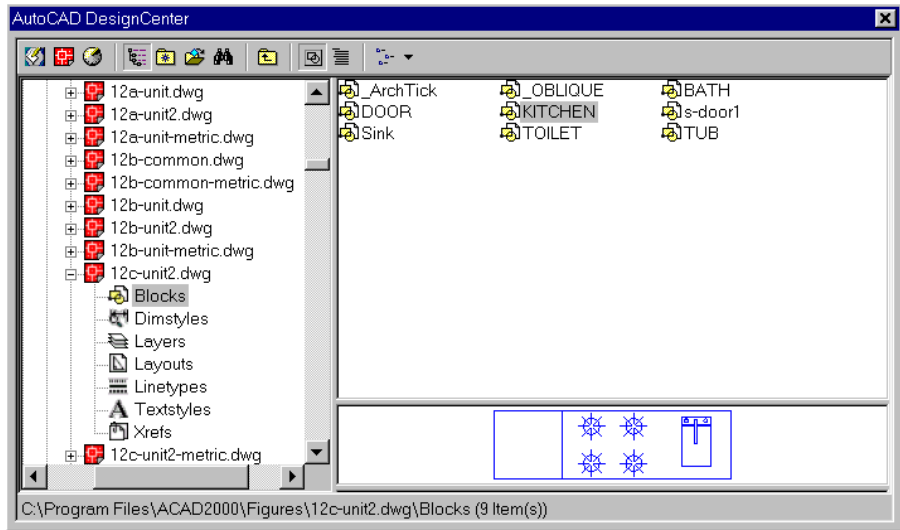 AutoCAD DesignCenter
12a-unit.dwg
12a-unit2.dwg
12a-unit-metric.dwg
12b-common.dwg
12b-common-metric.dwg
12b-unit.dwg
12b-unit2.dwg
12b-unit-metric.dwg
12c-unit2.dwg
Blocks
Dimstyles
Layers
Layouts
Linetypes
Textstyles
Xrefs
12c-unit2-metric.dwg
_ArchTick _OBLIQUE BATH
DOOR KITCHEN s-door1
Sink TOILET TUB
C:\Program Files\ACAD2000\Figures\12c-unit2.dwg\Blocks (9 Item(s))